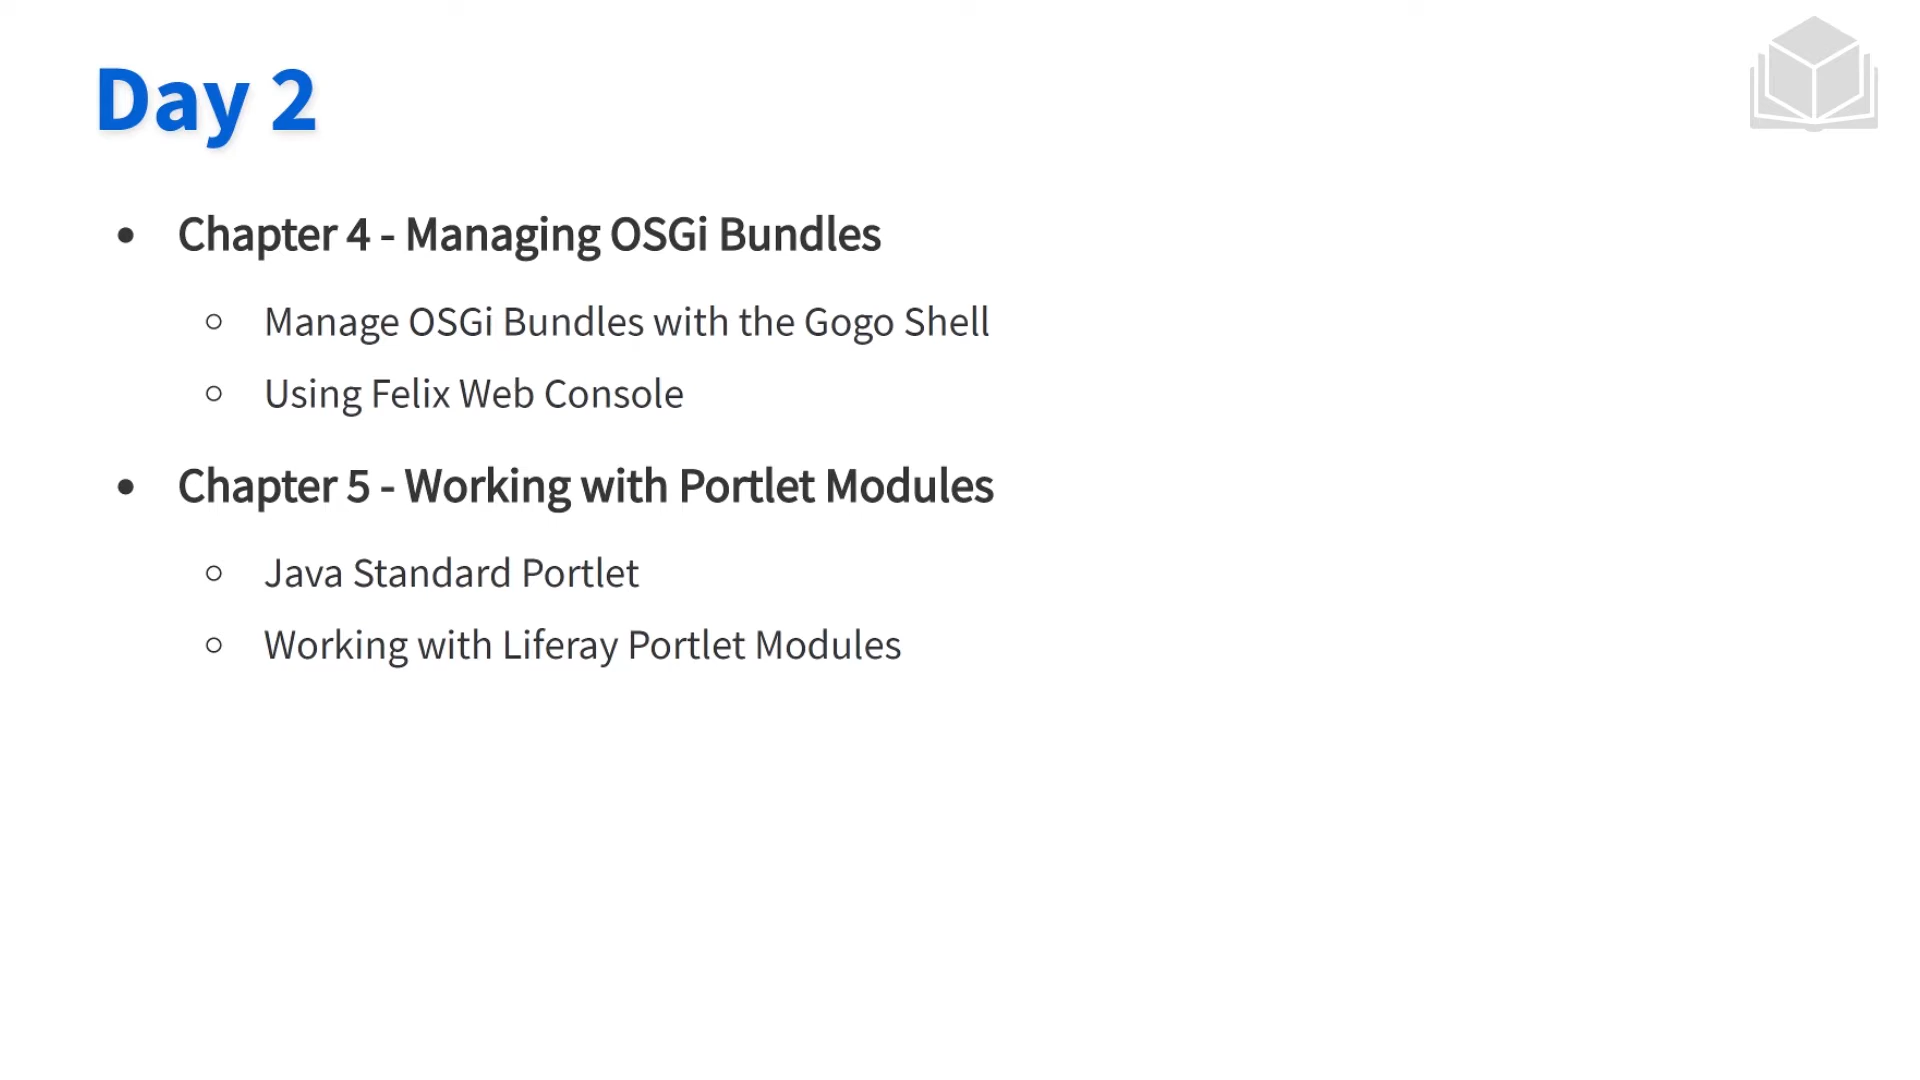 Day 2
• Chapter 4 - Managing OSGi Bundles
○ Manage OSGi Bundles with the Gogo Shell
○ Using Felix Web Console
• Chapter 5 - Working with Portlet Modules
○ Java Standard Portlet
○ Working with Liferay Portlet Modules